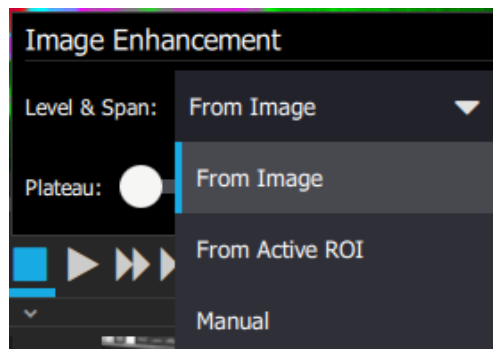 Image Enhancement
Level & Span: From Image
Plateau: From Image
From Active ROI
Manual